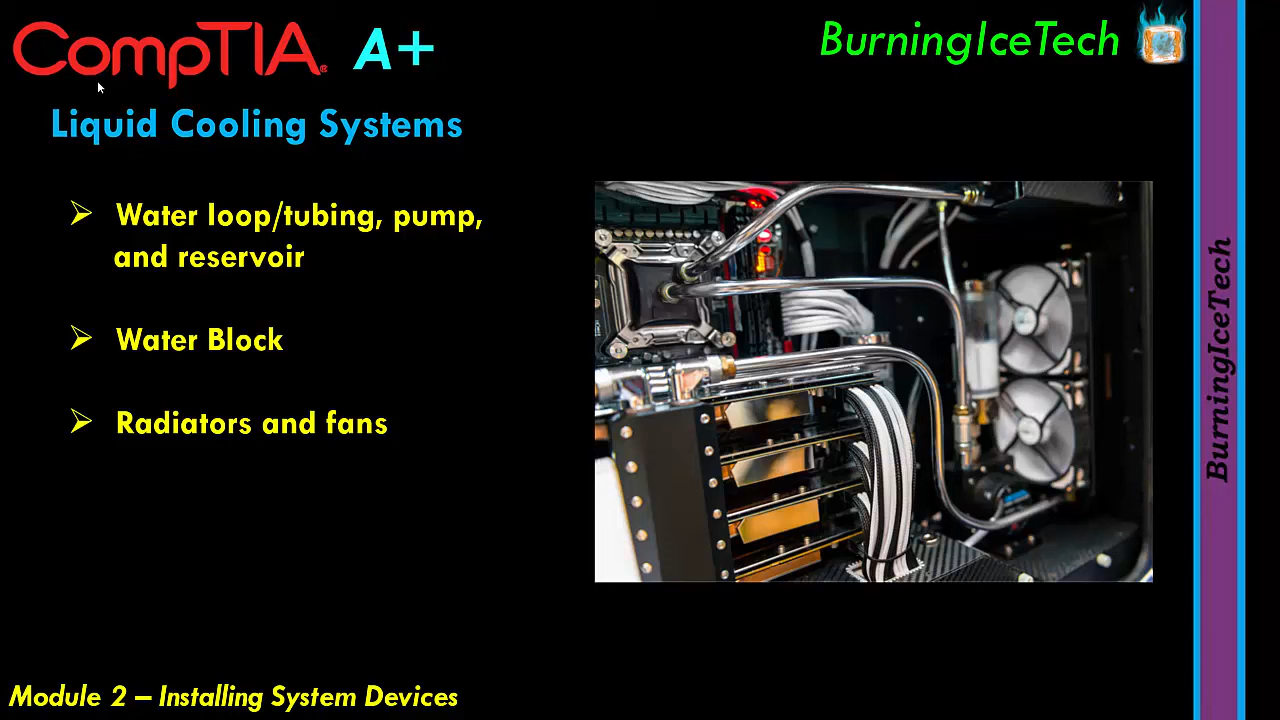 CompTIA® A+
BurningIceTech
Liquid Cooling Systems
Water loop/tubing, pump,
and reservoir
Water Block
Radiators and fans
BurningIceTech
Module 2 – Installing System Devices